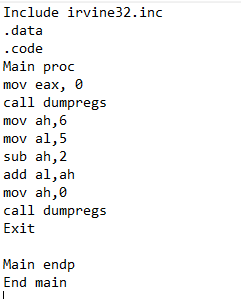 Include irvine32.inc
.data
.code
Main proc
mov eax, 0
call dumpregs
mov ah,6
mov al,5
sub ah,2
add al,ah
mov ah,0
call dumpregs
Exit
Main endp
End main